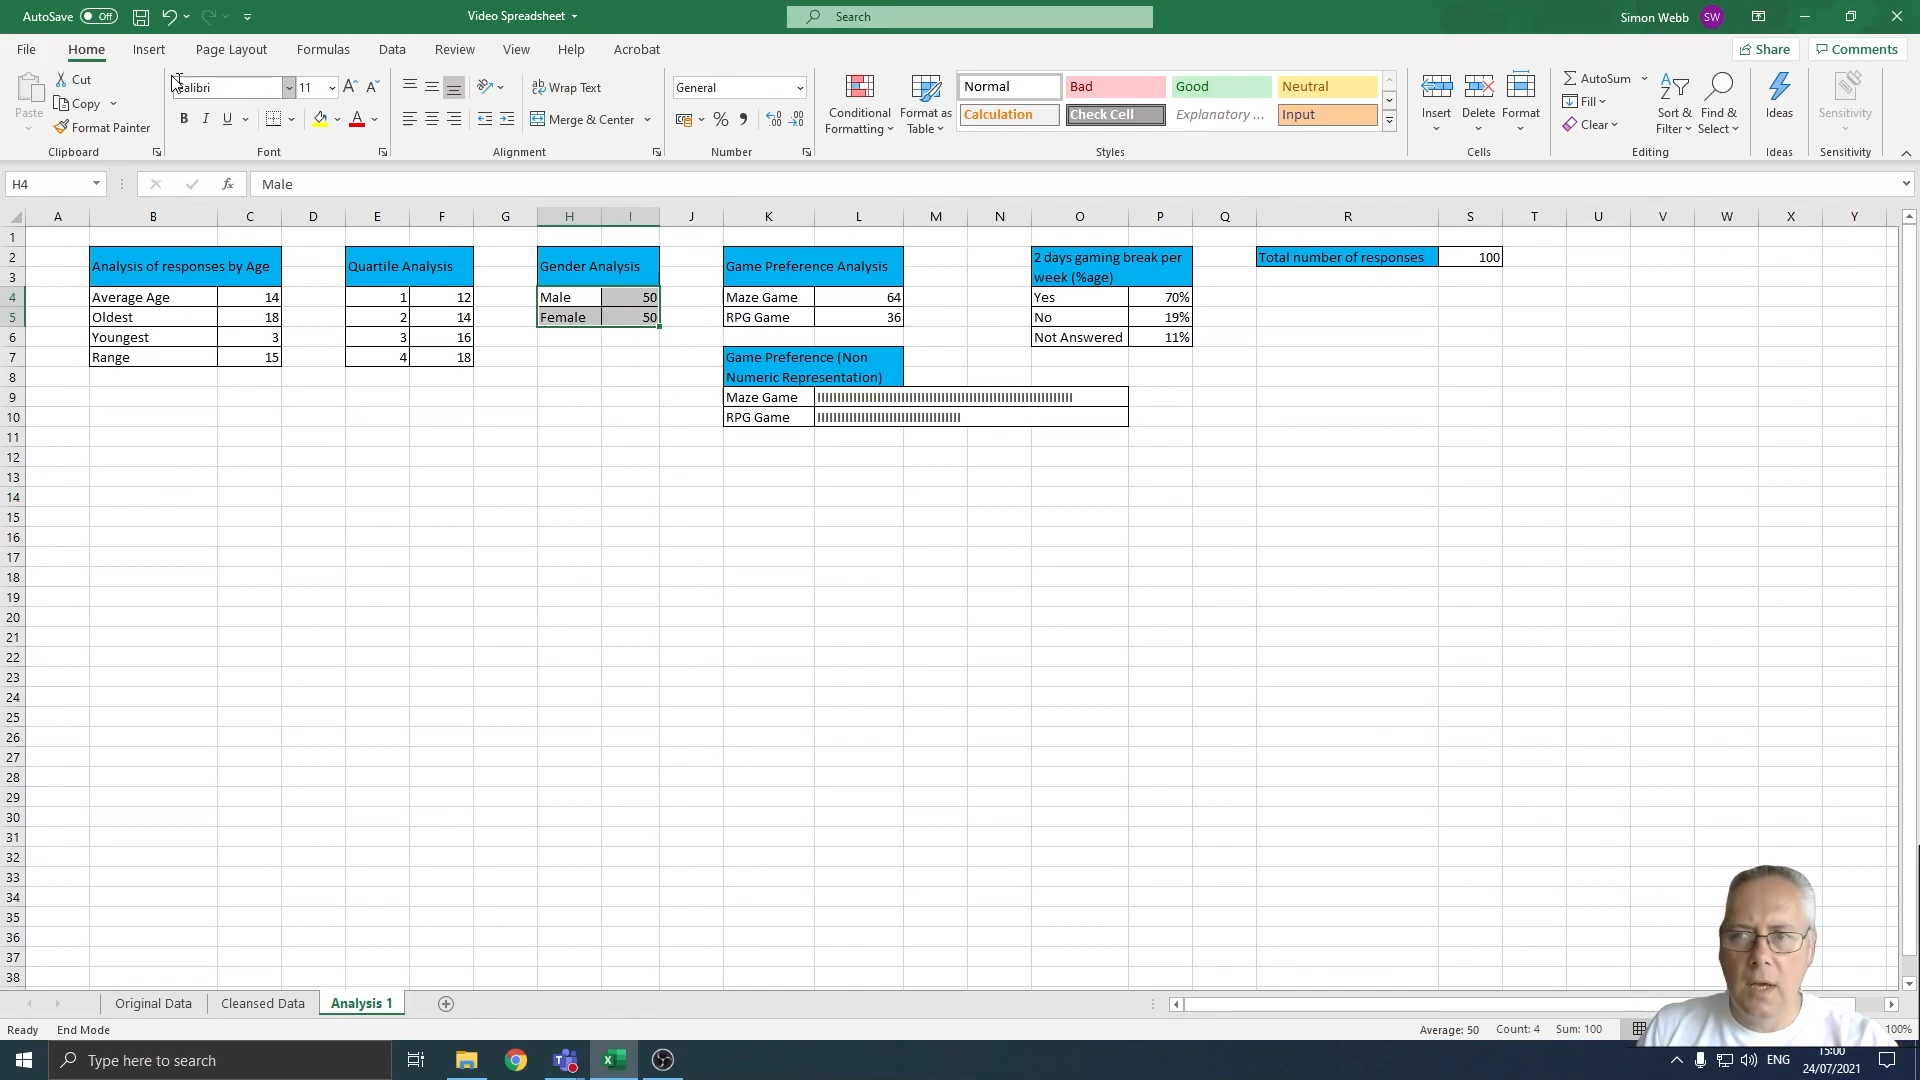 AutoSave Off
Video Spreadsheet
Search
Simon Webb SW
File Home Insert Page Layout Formulas Data Review View Help Acrobat
Share Comments
Paste
Cut
Copy
Format Painter
Clipboard
11
B I U
Font
Wrap Text
Merge & Center
Alignment
General
Number
Conditional Formatting
Format as Table
Normal Bad Good Neutral
Calculation Check Cell Explanatory ... Input
Styles
Insert Delete Format
Cells
AutoSum
Fill
Clear
Sort & Filter
Find & Select
Editing
Ideas
Ideas
Sensitivity
Sensitivity
H4
fx
Male
A B C D E F G H I J K L M N O P Q R S T U V W X Y
1
2
3
4
5
6
7
8
9
10
11
12
13
14
15
16
17
18
19
20
21
22
23
24
25
26
27
28
29
30
31
32
33
34
35
36
37
38
Analysis of responses by Age
Average Age 14
Oldest 18
Youngest 3
Range 15
Quartile Analysis
1 12
2 14
3 16
4 18
Gender Analysis
Male 50
Female 50
Game Preference Analysis
Maze Game 64
RPG Game 36
Game Preference (Non
Numeric Representation)
Maze Game
RPG Game
2 days gaming break per
week (%age)
Yes 70%
No 19%
Not Answered 11%
Total number of responses 100
Original Data Cleansed Data Analysis 1
Ready End Mode
Average: 50 Count: 4 Sum: 100
100%
Type here to search
ENG
15:00
24/07/2021